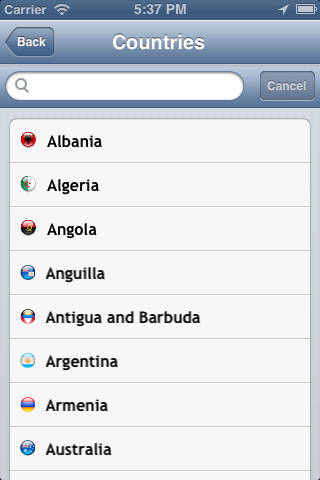 Carrier 5:37 PM
Back Countries
Cancel
Albania
Algeria
Angola
Anguilla
Antigua and Barbuda
Argentina
Armenia
Australia